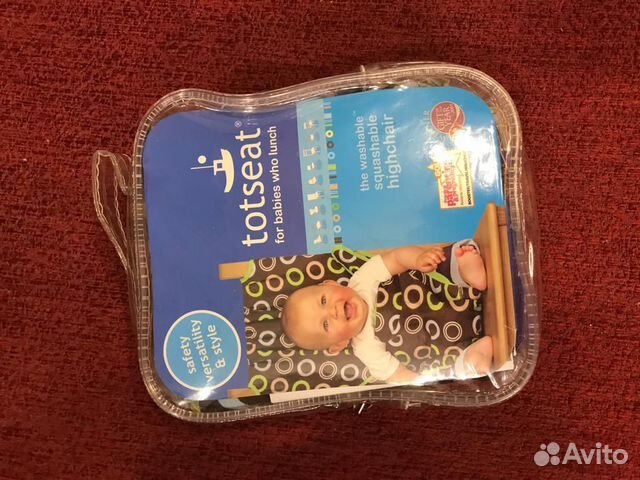 totseat®
for babies who lunch
the washable
squashable
highchair
safety
versatility
& style
Avito